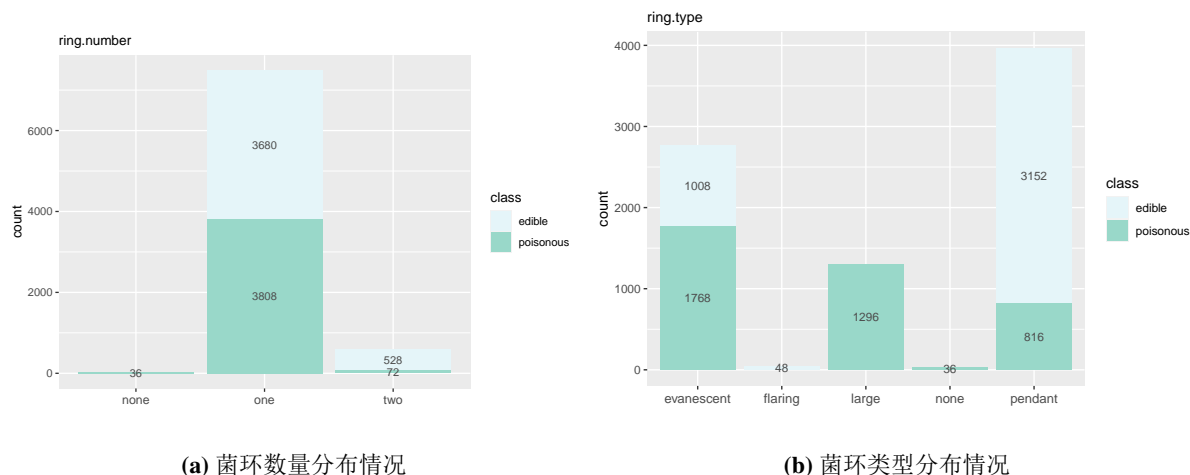 ring.number
6000
4000
2000
0
count
3680
3808
36
528
72
none
one
two
class
edible
poisonous
(a) 菌环数量分布情况
ring.type
4000
3000
2000
1000
0
count
1008
1768
48
1296
36
3152
816
evanescent
flaring
large
none
pendant
class
edible
poisonous
(b) 菌环类型分布情况